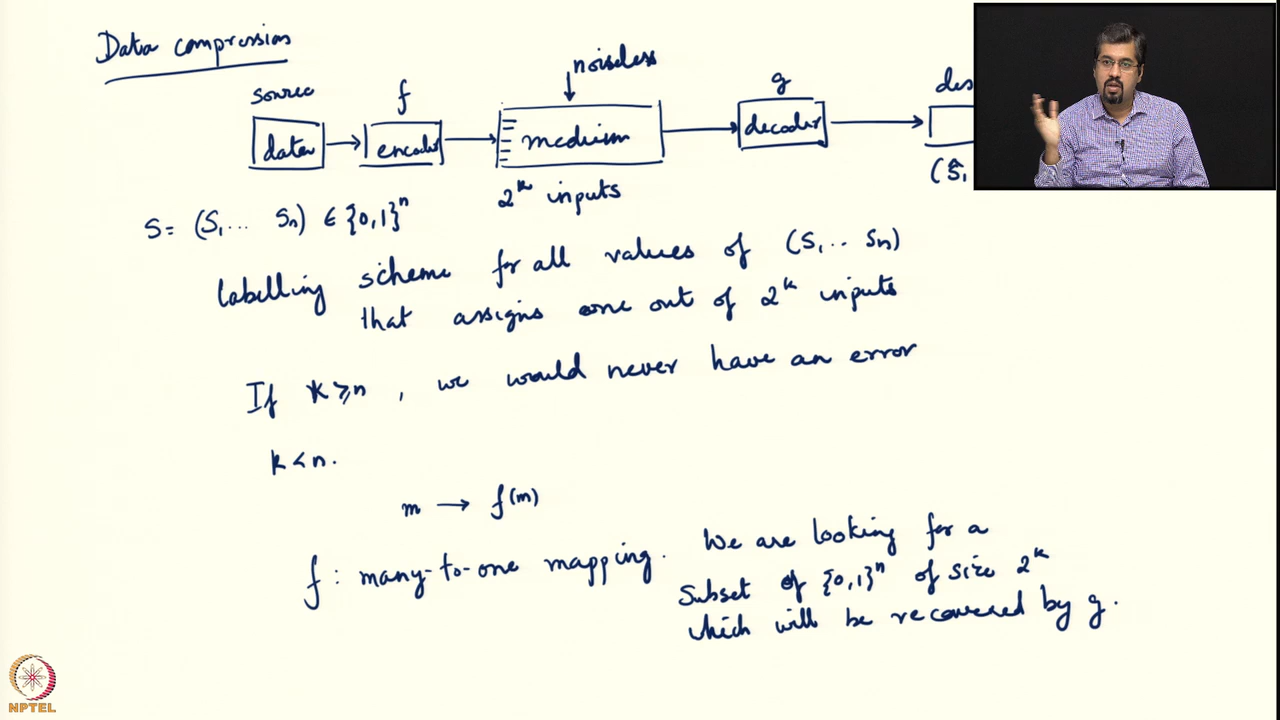 Data compression
source f noiseless g des
data encoder medium decoder
2^k inputs (ŝ₁
S = (S₁... Sn) ∈ {0,1}^n
Labelling scheme for all values of (S₁... Sn)
that assigns one out of 2^k inputs
If k ≥ n, we would never have an error
k < n.
m → f(m)
f : many-to-one mapping. We are looking for a
subset of {0,1}^n of size 2^k
which will be recovered by g.
NPTEL